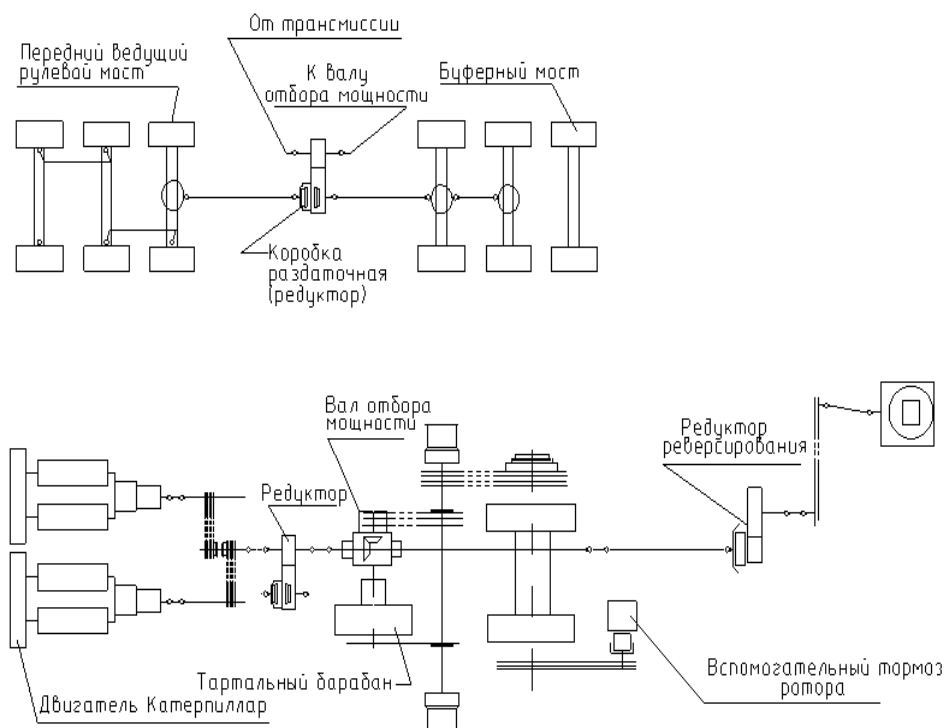 От трансмиссии
Передний ведущий
рулевой мост
К валу
отбора мощности
Буферный мост
Коробка
раздаточная
(редуктор)
Вал отбора
мощности
Редуктор
реверсирования
Редуктор
Тартальный барабан
Двигатель Катерпиллар
Вспомогательный тормоз
ротора